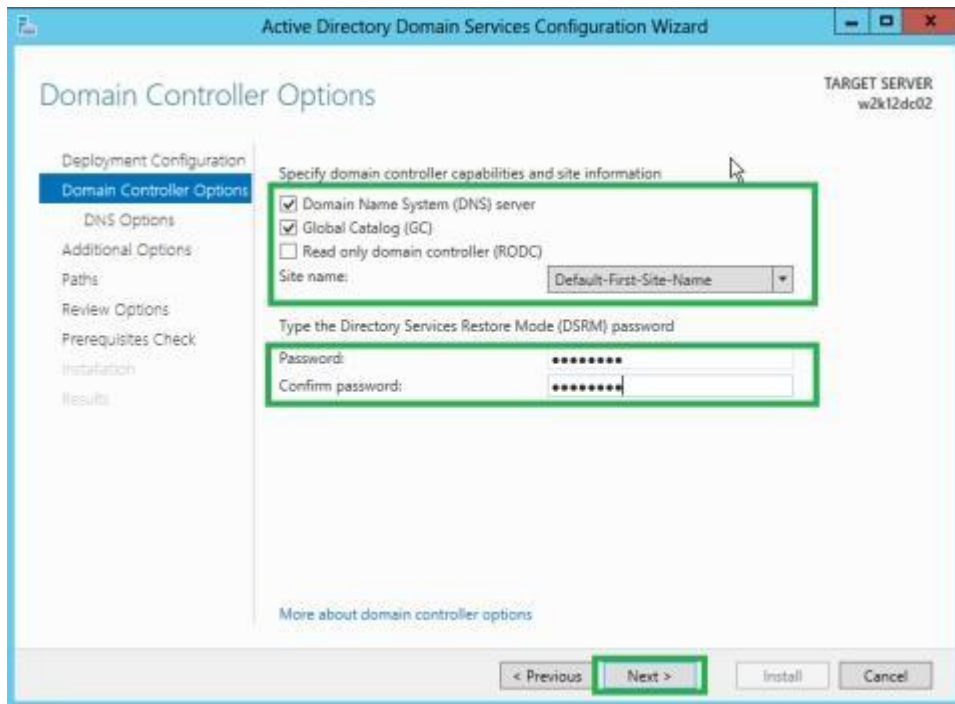 Active Directory Domain Services Configuration Wizard
Domain Controller Options
TARGET SERVER
w2k12dc02
Deployment Configuration
Domain Controller Options
DNS Options
Additional Options
Paths
Review Options
Prerequisites Check
Installation
Results
Specify domain controller capabilities and site information
Domain Name System (DNS) server
Global Catalog (GC)
Read only domain controller (RODC)
Site name: Default-First-Site-Name
Type the Directory Services Restore Mode (DSRM) password
Password: ••••••••
Confirm password: ••••••••
More about domain controller options
< Previous Next > Install Cancel